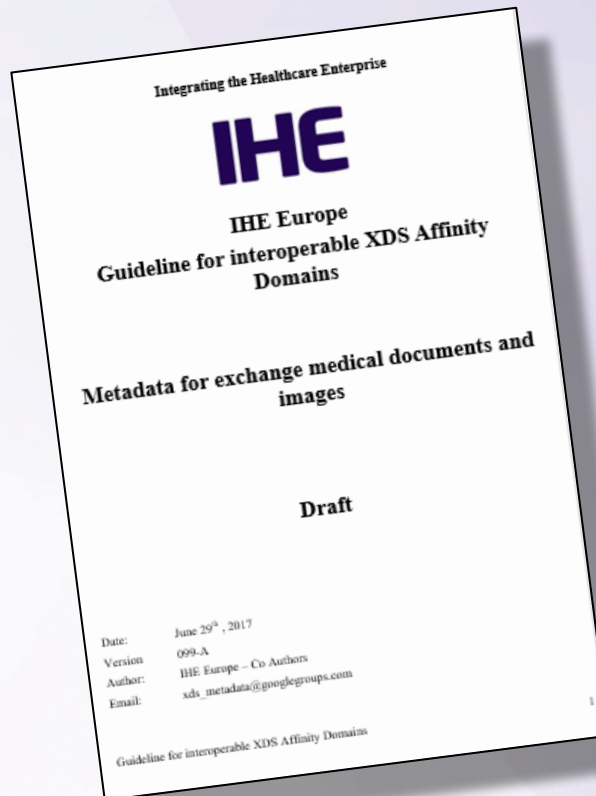 Integrating the Healthcare Enterprise
IHE
IHE Europe
Guideline for interoperable XDS Affinity
Domains
Metadata for exchange medical documents and
images
Draft
Date: June 29th , 2017
Version 099-A
Author: IHE Europe – Co Authors
Email: xds_metadata@googlegroups.com
1
Guideline for interoperable XDS Affinity Domains